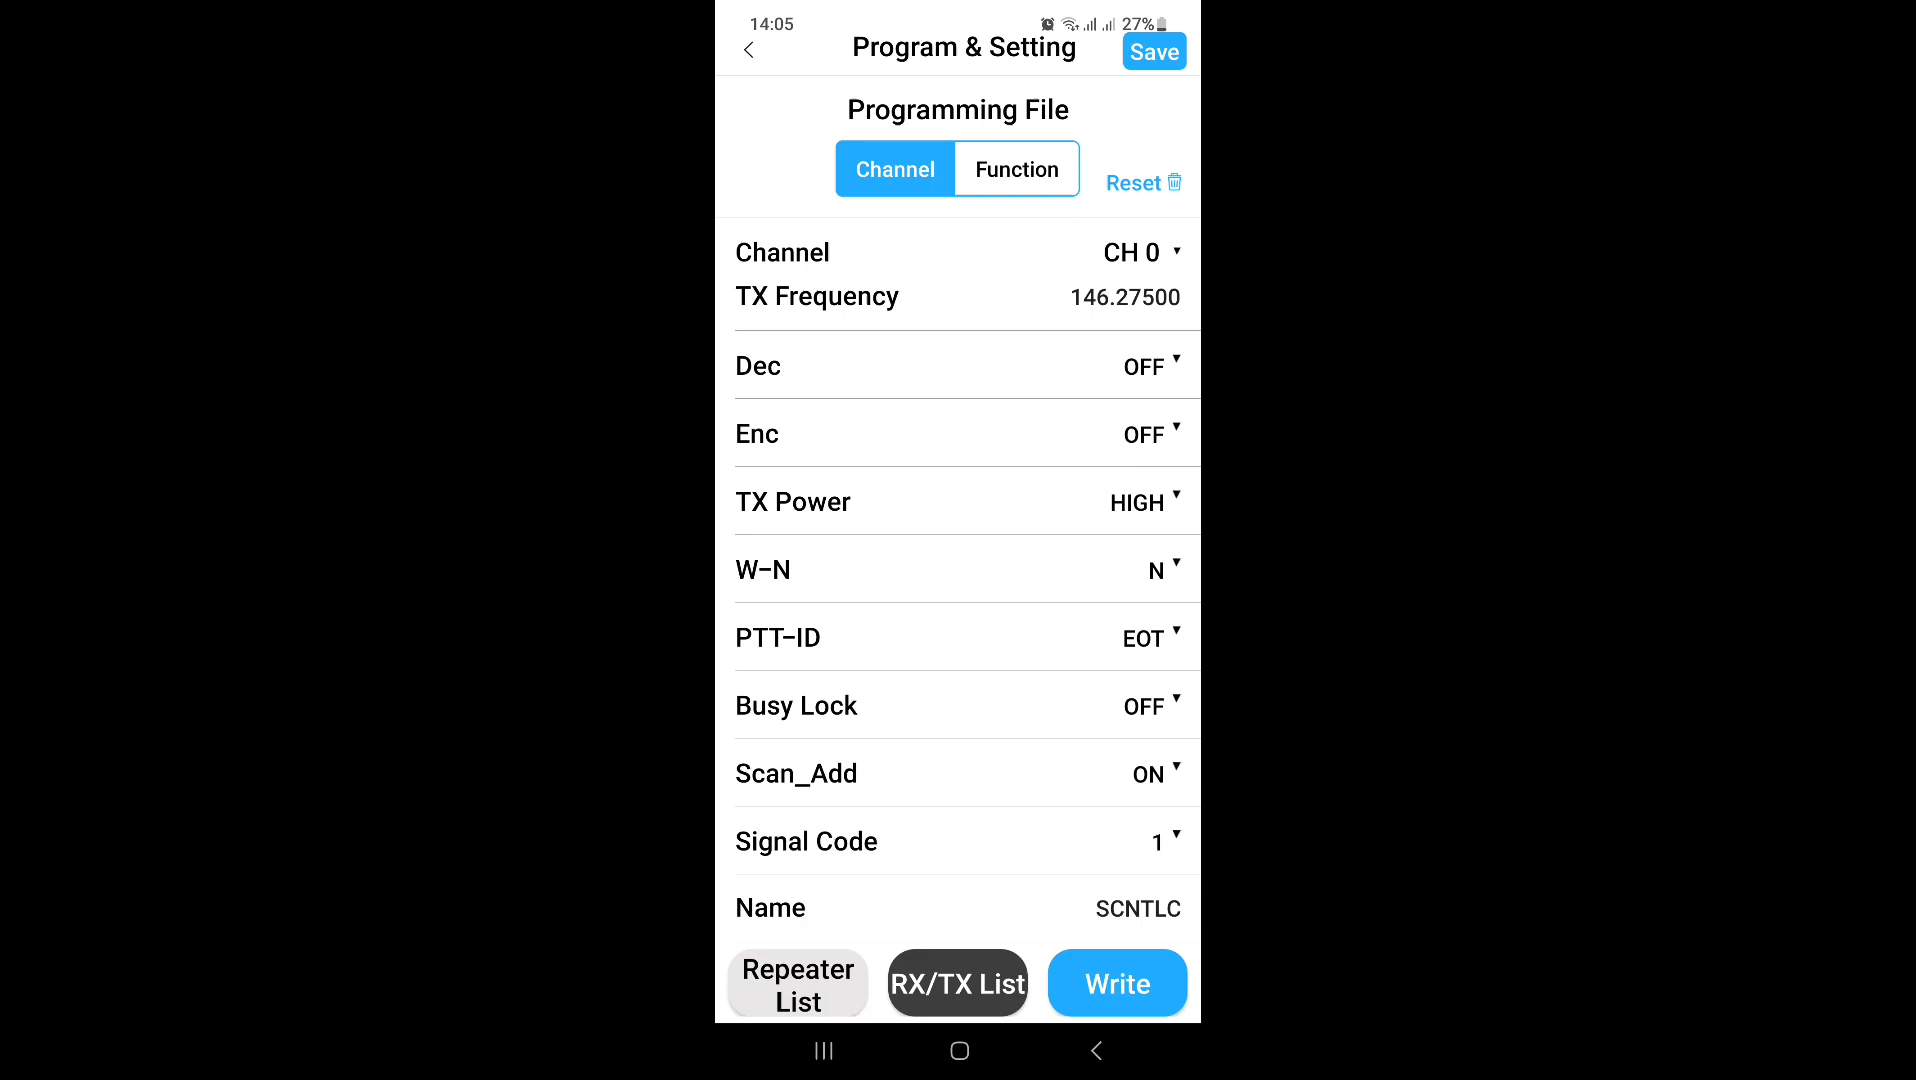 14:05 27%
Program & Setting Save
Programming File
Channel Function Reset
Channel CH 0
TX Frequency 146.27500
Dec OFF
Enc OFF
TX Power HIGH
W-N N
PTT-ID EOT
Busy Lock OFF
Scan_Add ON
Signal Code 1
Name SCNTLC
Repeater
List
RX/TX List
Write